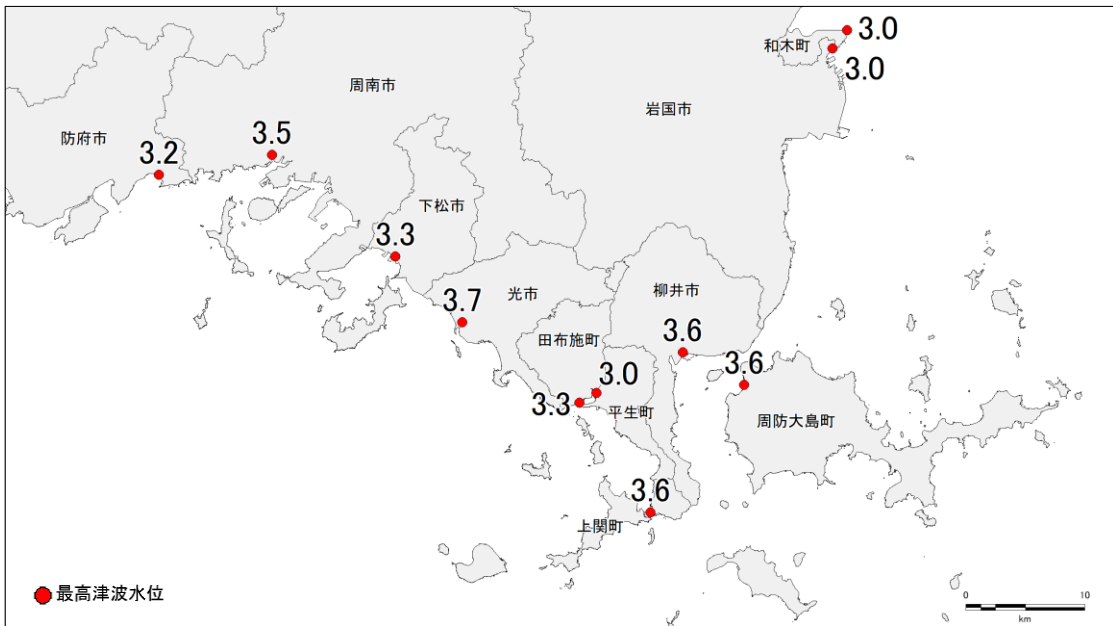 和木町
3.0
3.0
周南市
岩国市
防府市
3.5
3.2
下松市
3.3
光市
柳井市
3.7
田布施町
3.6
3.6
3.0
3.3
平生町
周防大島町
3.6
上関町
最高津波水位
0
10
km